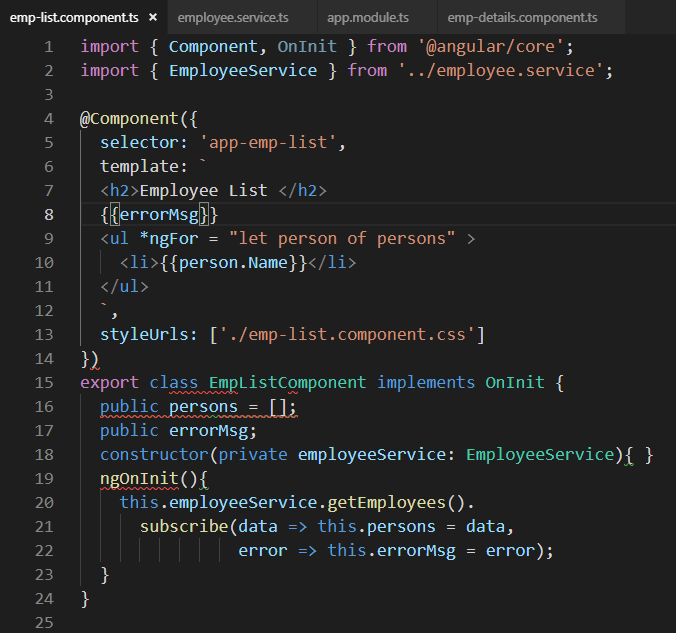 emp-list.component.ts × employee.service.ts app.module.ts emp-details.component.ts
1 import { Component, OnInit } from '@angular/core';
2 import { EmployeeService } from '../employee.service';
3
4 @Component({
5   selector: 'app-emp-list',
6   template: `
7   <h2>Employee List </h2>
8   {{errorMsg}}
9   <ul *ngFor = "let person of persons" >
10     <li>{{person.Name}}</li>
11   </ul>
12   `,
13   styleUrls: ['./emp-list.component.css']
14 })
15 export class EmpListComponent implements OnInit {
16   public persons = [];
17   public errorMsg;
18   constructor(private employeeService: EmployeeService){ }
19   ngOnInit(){
20     this.employeeService.getEmployees().
21       subscribe(data => this.persons = data,
22                 error => this.errorMsg = error);
23   }
24 }
25